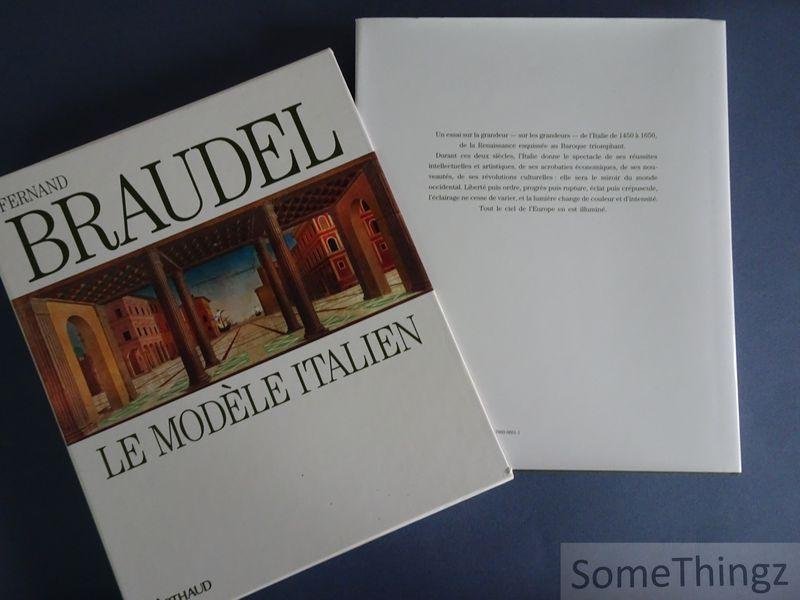 FERNAND
BRAUDEL
LE MODÈLE ITALIEN
ARTHAUD
Un essai sur la grandeur — sur les grandeurs — de l'Italie de 1450 à 1650,
de la Renaissance esquissée au Baroque triomphant.
Durant ces deux siècles, l'Italie donne le spectacle de ses réussites
intellectuelles et artistiques, de ses acrobaties économiques, de ses nou-
veautés, de ses révolutions culturelles : elle sera le miroir du monde
occidental. Liberté puis ordre, progrès puis rupture, éclat puis crépuscule,
l'éclairage ne cesse de varier, et la lumière change de couleur et d'intensité.
Tout le ciel de l'Europe en est illuminé.
SomeThingz